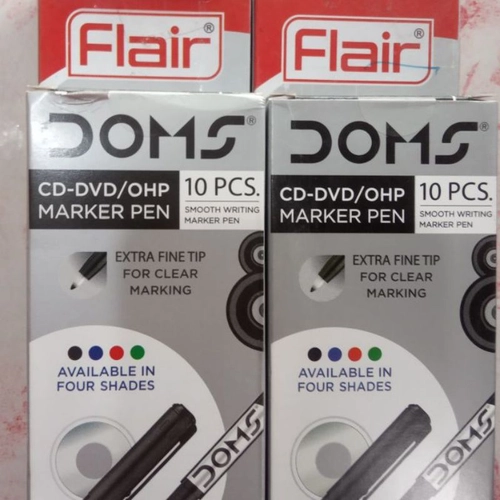 Flair®
Flair®
DOMS®
CD-DVD/OHP
MARKER PEN
10 PCS.
SMOOTH WRITING
MARKER PEN
EXTRA FINE TIP
FOR CLEAR
MARKING
AVAILABLE IN
FOUR SHADES
DOMS
DOMS®
CD-DVD/OHP
MARKER PEN
10 PCS.
SMOOTH WRITING
MARKER PEN
EXTRA FINE TIP
FOR CLEAR
MARKING
AVAILABLE IN
FOUR SHADES
DOMS